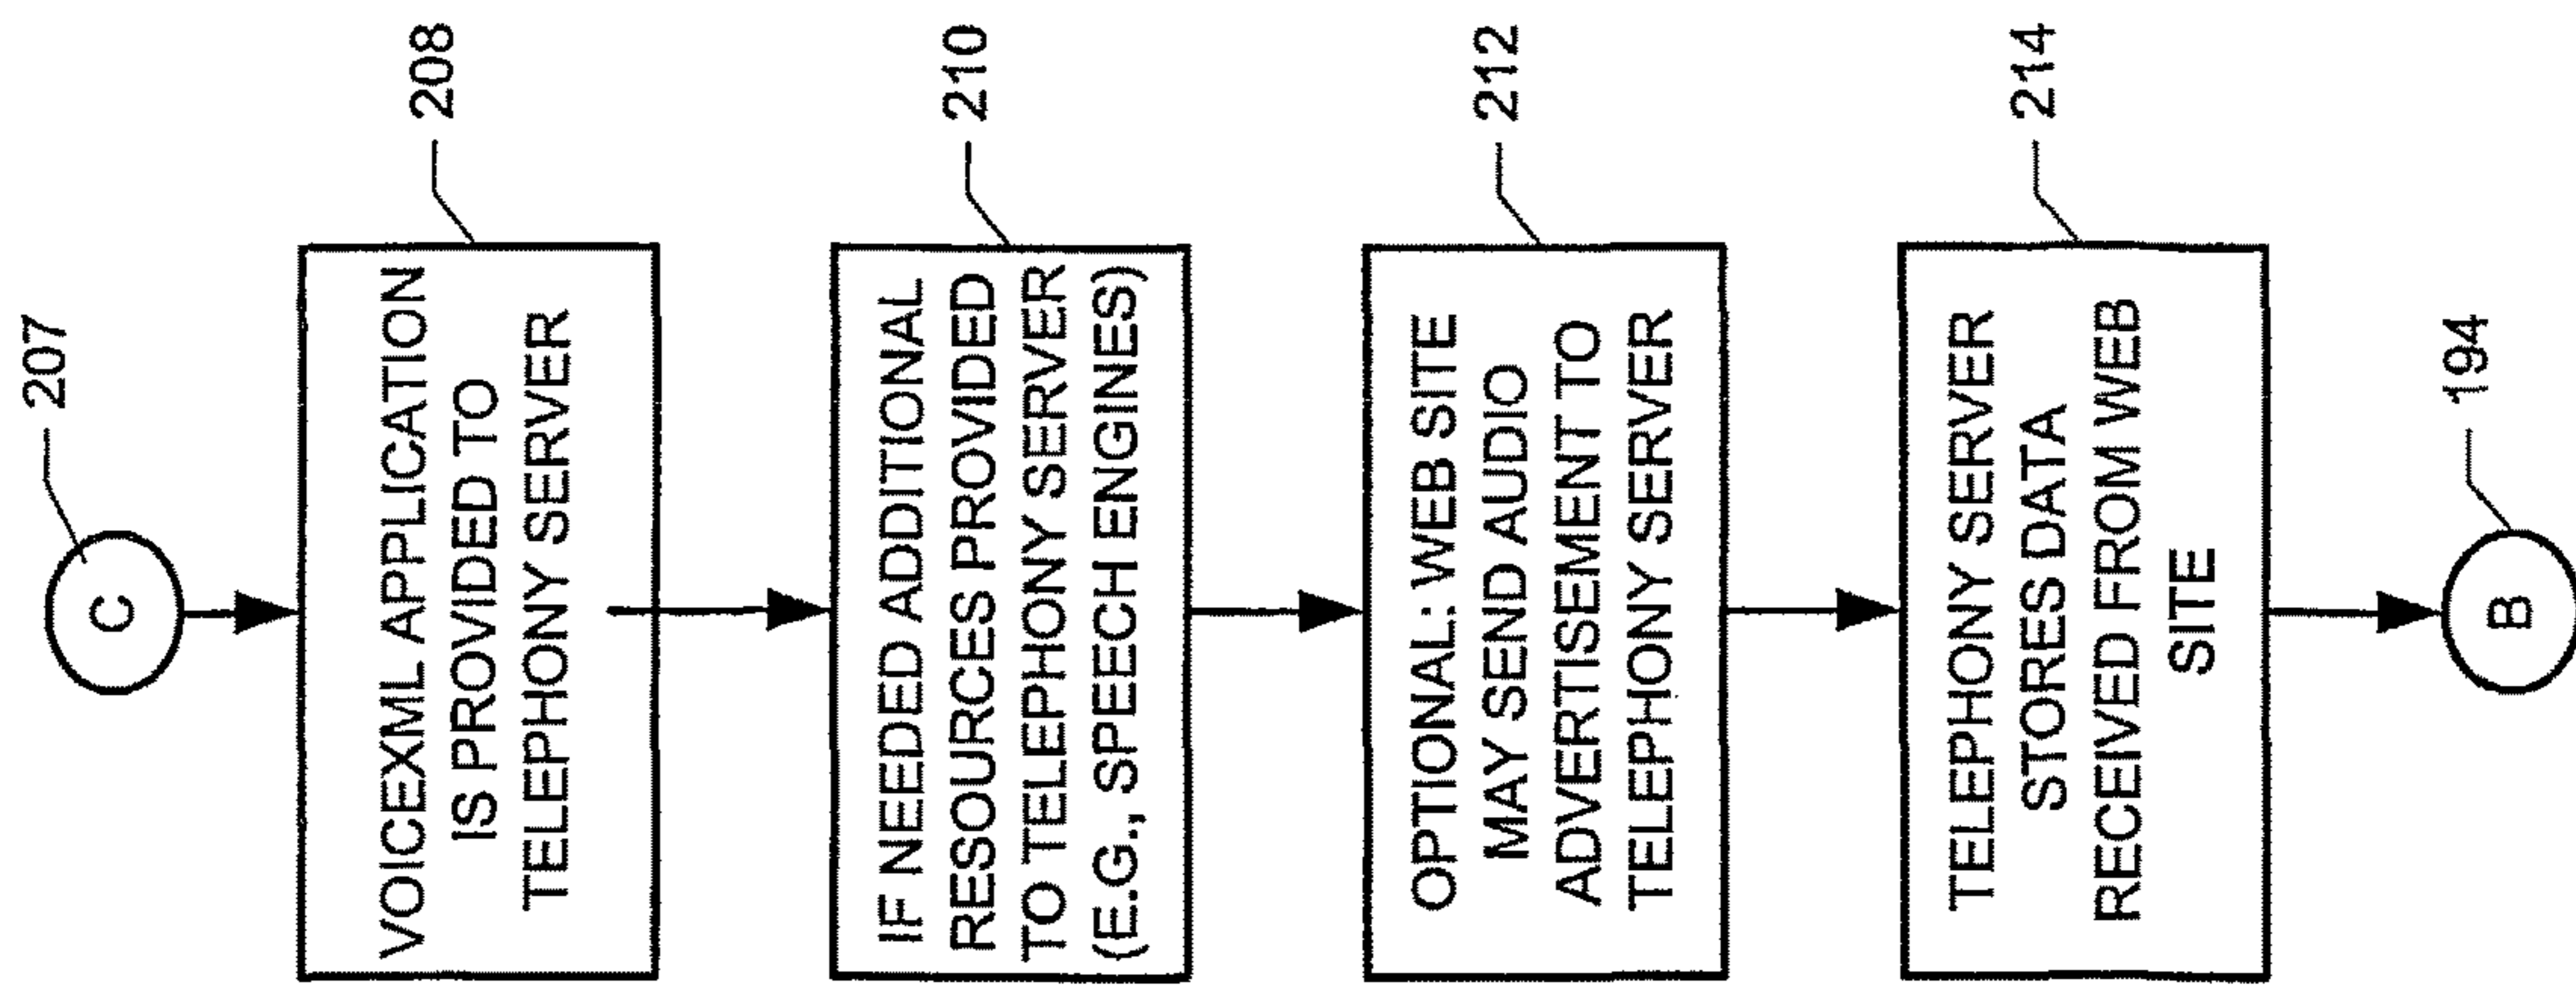 207
C
208
VOICEXML APPLICATION
IS PROVIDED TO
TELEPHONY SERVER
210
IF NEEDED ADDITIONAL
RESOURCES PROVIDED
TO TELEPHONY SERVER
(E.G., SPEECH ENGINES)
212
OPTIONAL: WEB SITE
MAY SEND AUDIO
ADVERTISEMENT TO
TELEPHONY SERVER
214
TELEPHONY SERVER
STORES DATA
RECEIVED FROM WEB
SITE
194
B